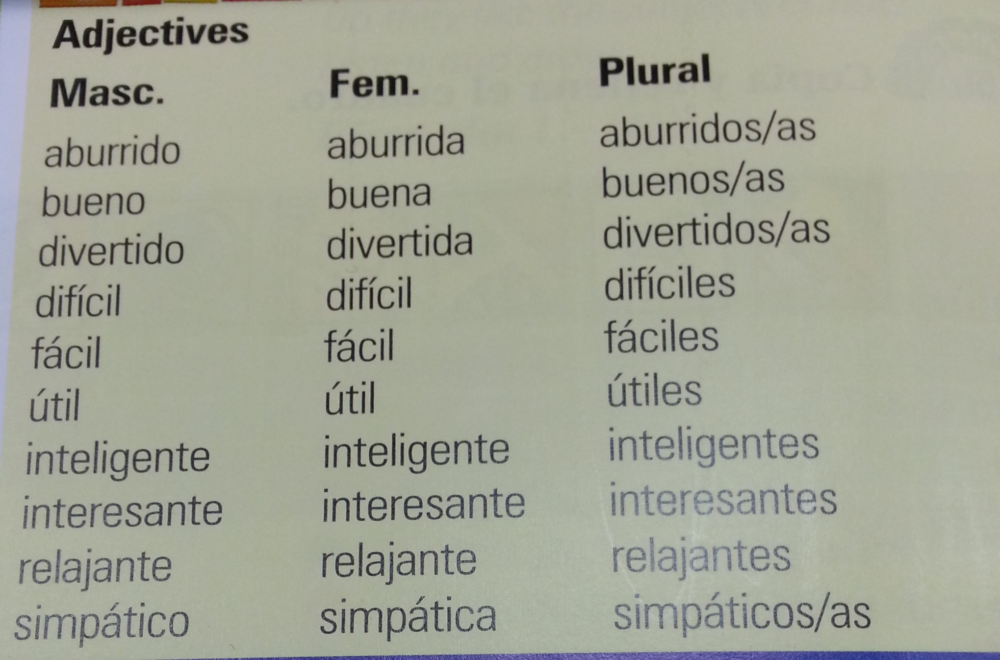 Adjectives
Masc. Fem. Plural
aburrido aburrida aburridos/as
bueno buena buenos/as
divertido divertida divertidos/as
difícil difícil difíciles
fácil fácil fáciles
útil útil útiles
inteligente inteligente inteligentes
interesante interesante interesantes
relajante relajante relajantes
simpático simpática simpáticos/as